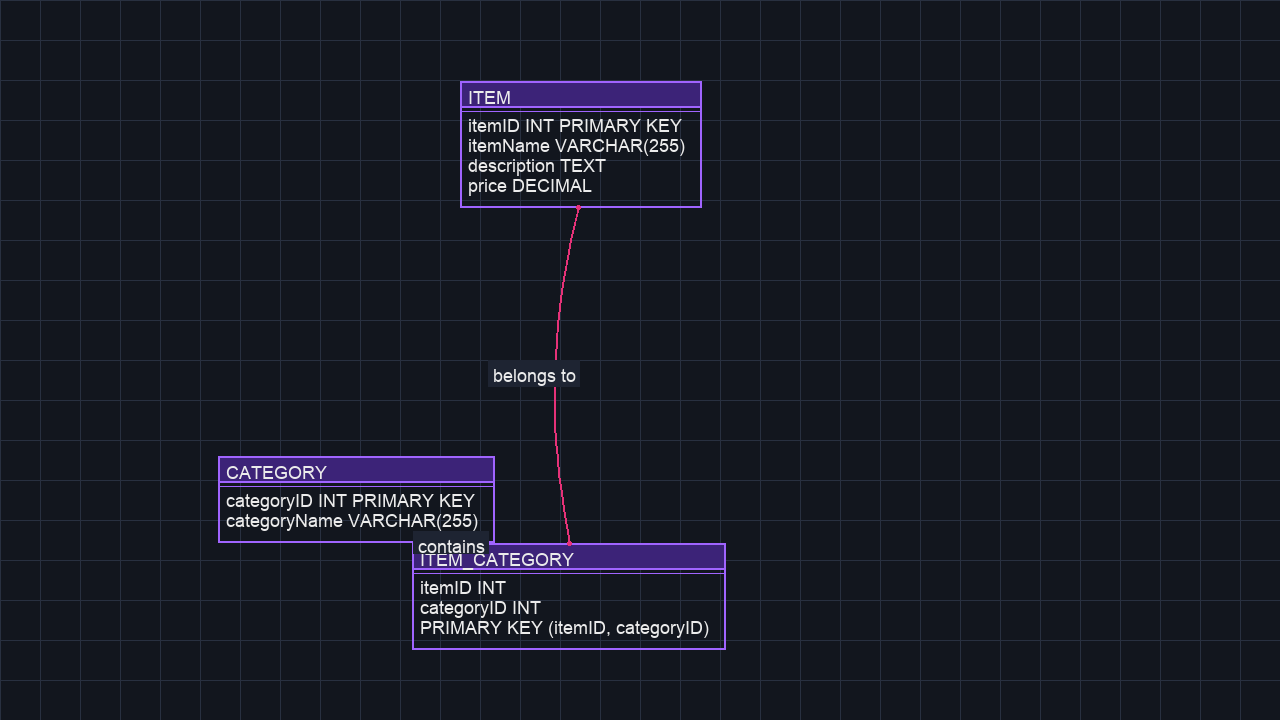 ITEM
itemID INT PRIMARY KEY
itemName VARCHAR(255)
description TEXT
price DECIMAL
belongs to
CATEGORY
categoryID INT PRIMARY KEY
categoryName VARCHAR(255)
contains
ITEM_CATEGORY
itemID INT
categoryID INT
PRIMARY KEY (itemID, categoryID)